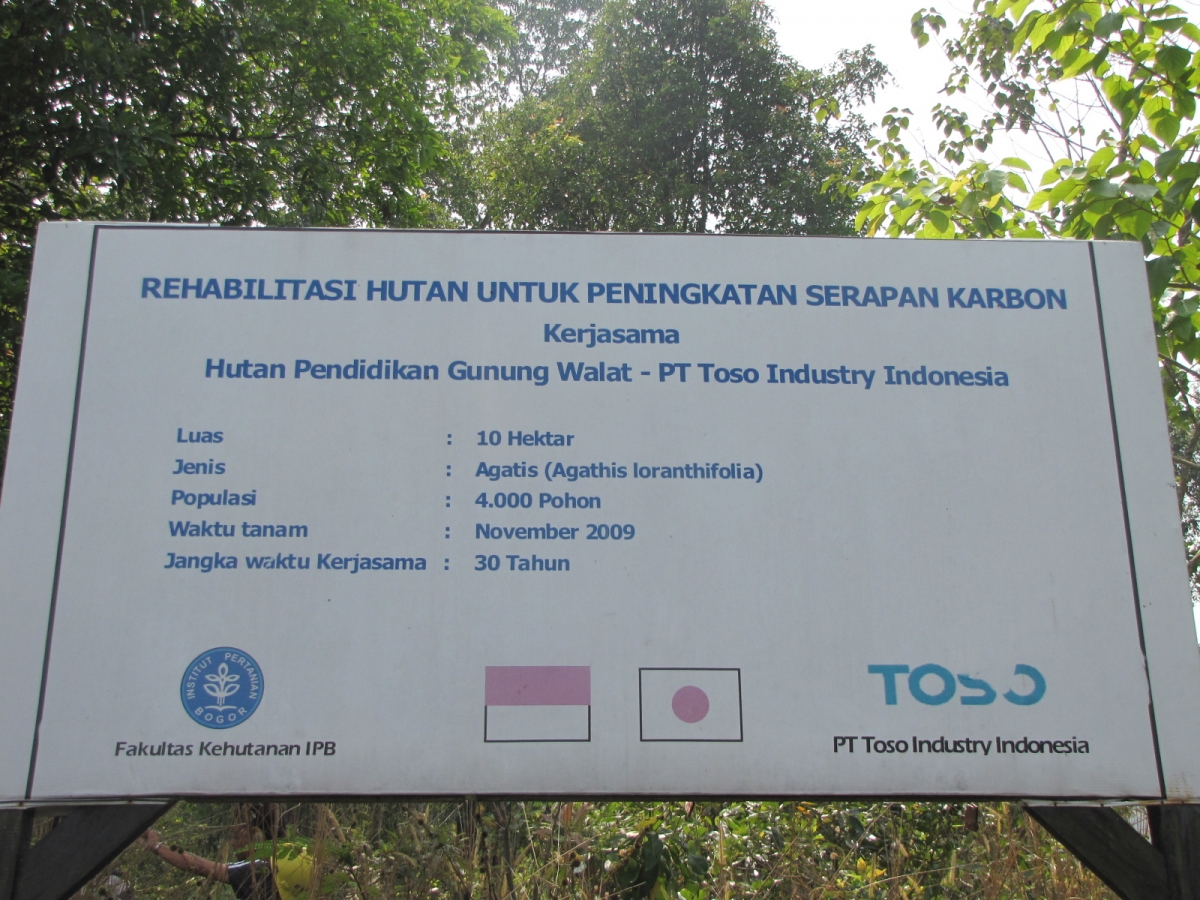 REHABILITASI HUTAN UNTUK PENINGKATAN SERAPAN KARBON
Kerjasama
Hutan Pendidikan Gunung Walat - PT Toso Industry Indonesia
Luas : 10 Hektar
Jenis : Agatis (Agathis loranthifolia)
Populasi : 4.000 Pohon
Waktu tanam : November 2009
Jangka waktu Kerjasama : 30 Tahun
INSTITUT PERTANIAN
BOGOR
TOSO
Fakultas Kehutanan IPB
PT Toso Industry Indonesia